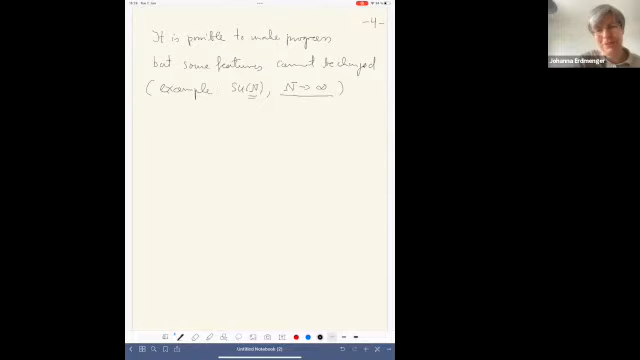 -4-
It is possible to make progress
but some features cannot be changed
( example SU(N), N → ∞ )
Johanna Erdmenger
Untitled Notebook (2)